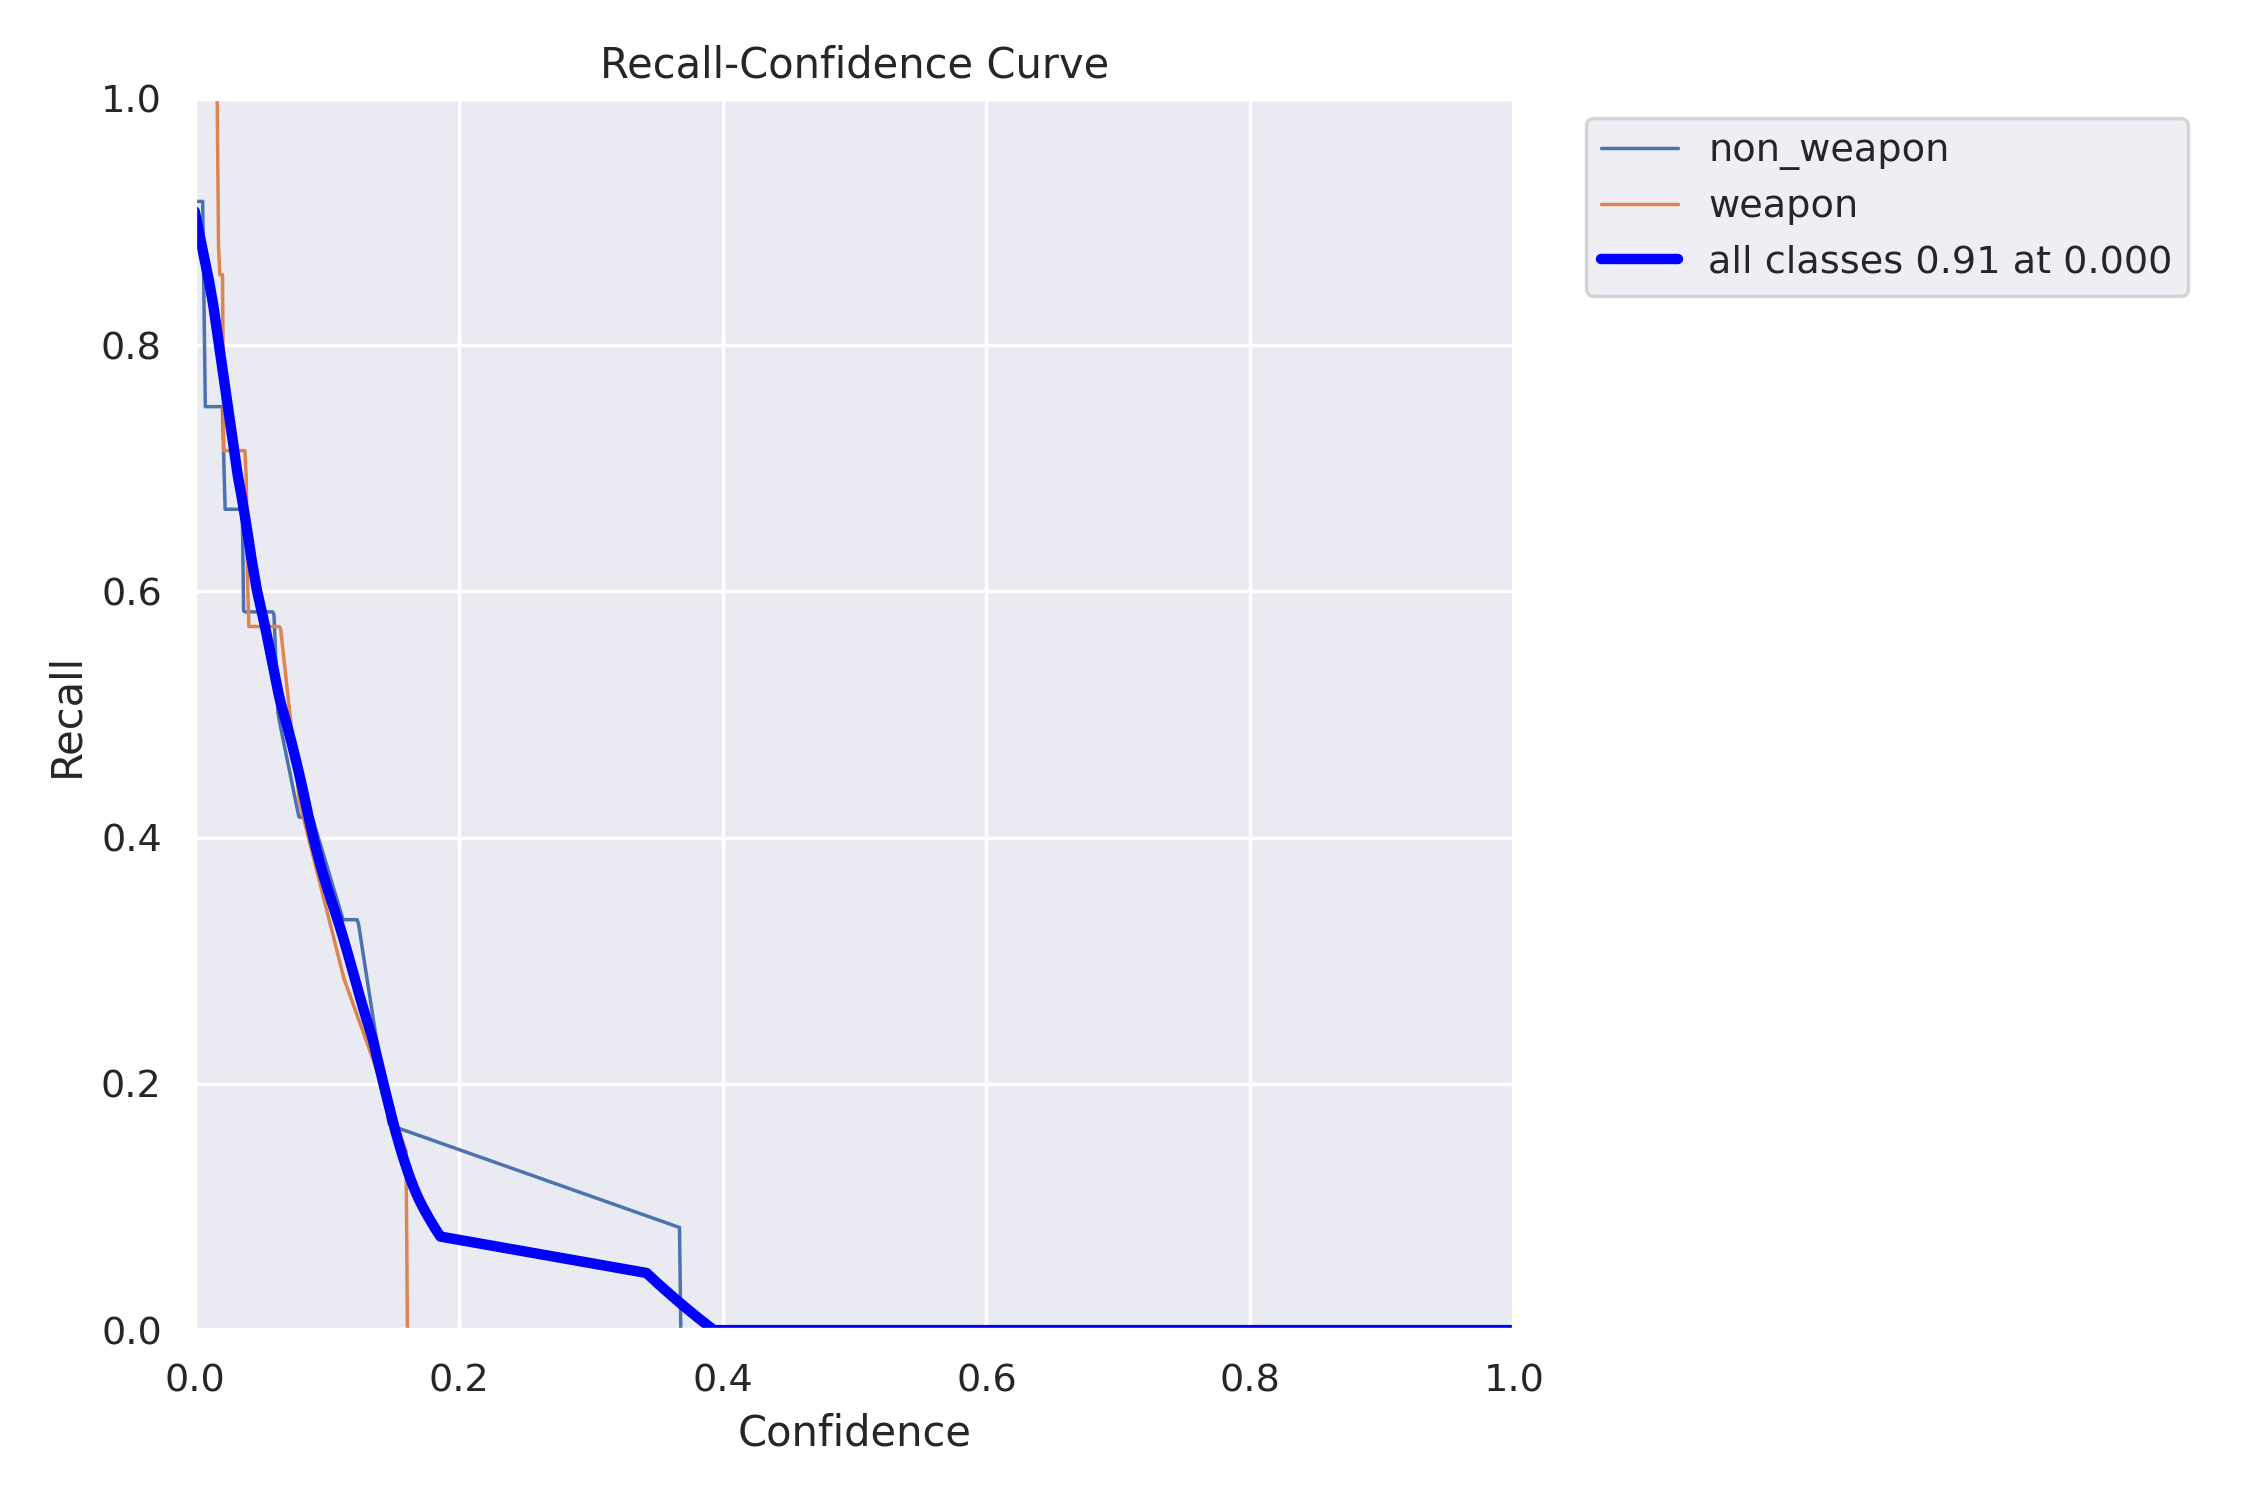 Recall-Confidence Curve
1.0
0.8
0.6
0.4
0.2
0.0
Recall
0.0 0.2 0.4 0.6 0.8 1.0
Confidence
non_weapon
weapon
all classes 0.91 at 0.000